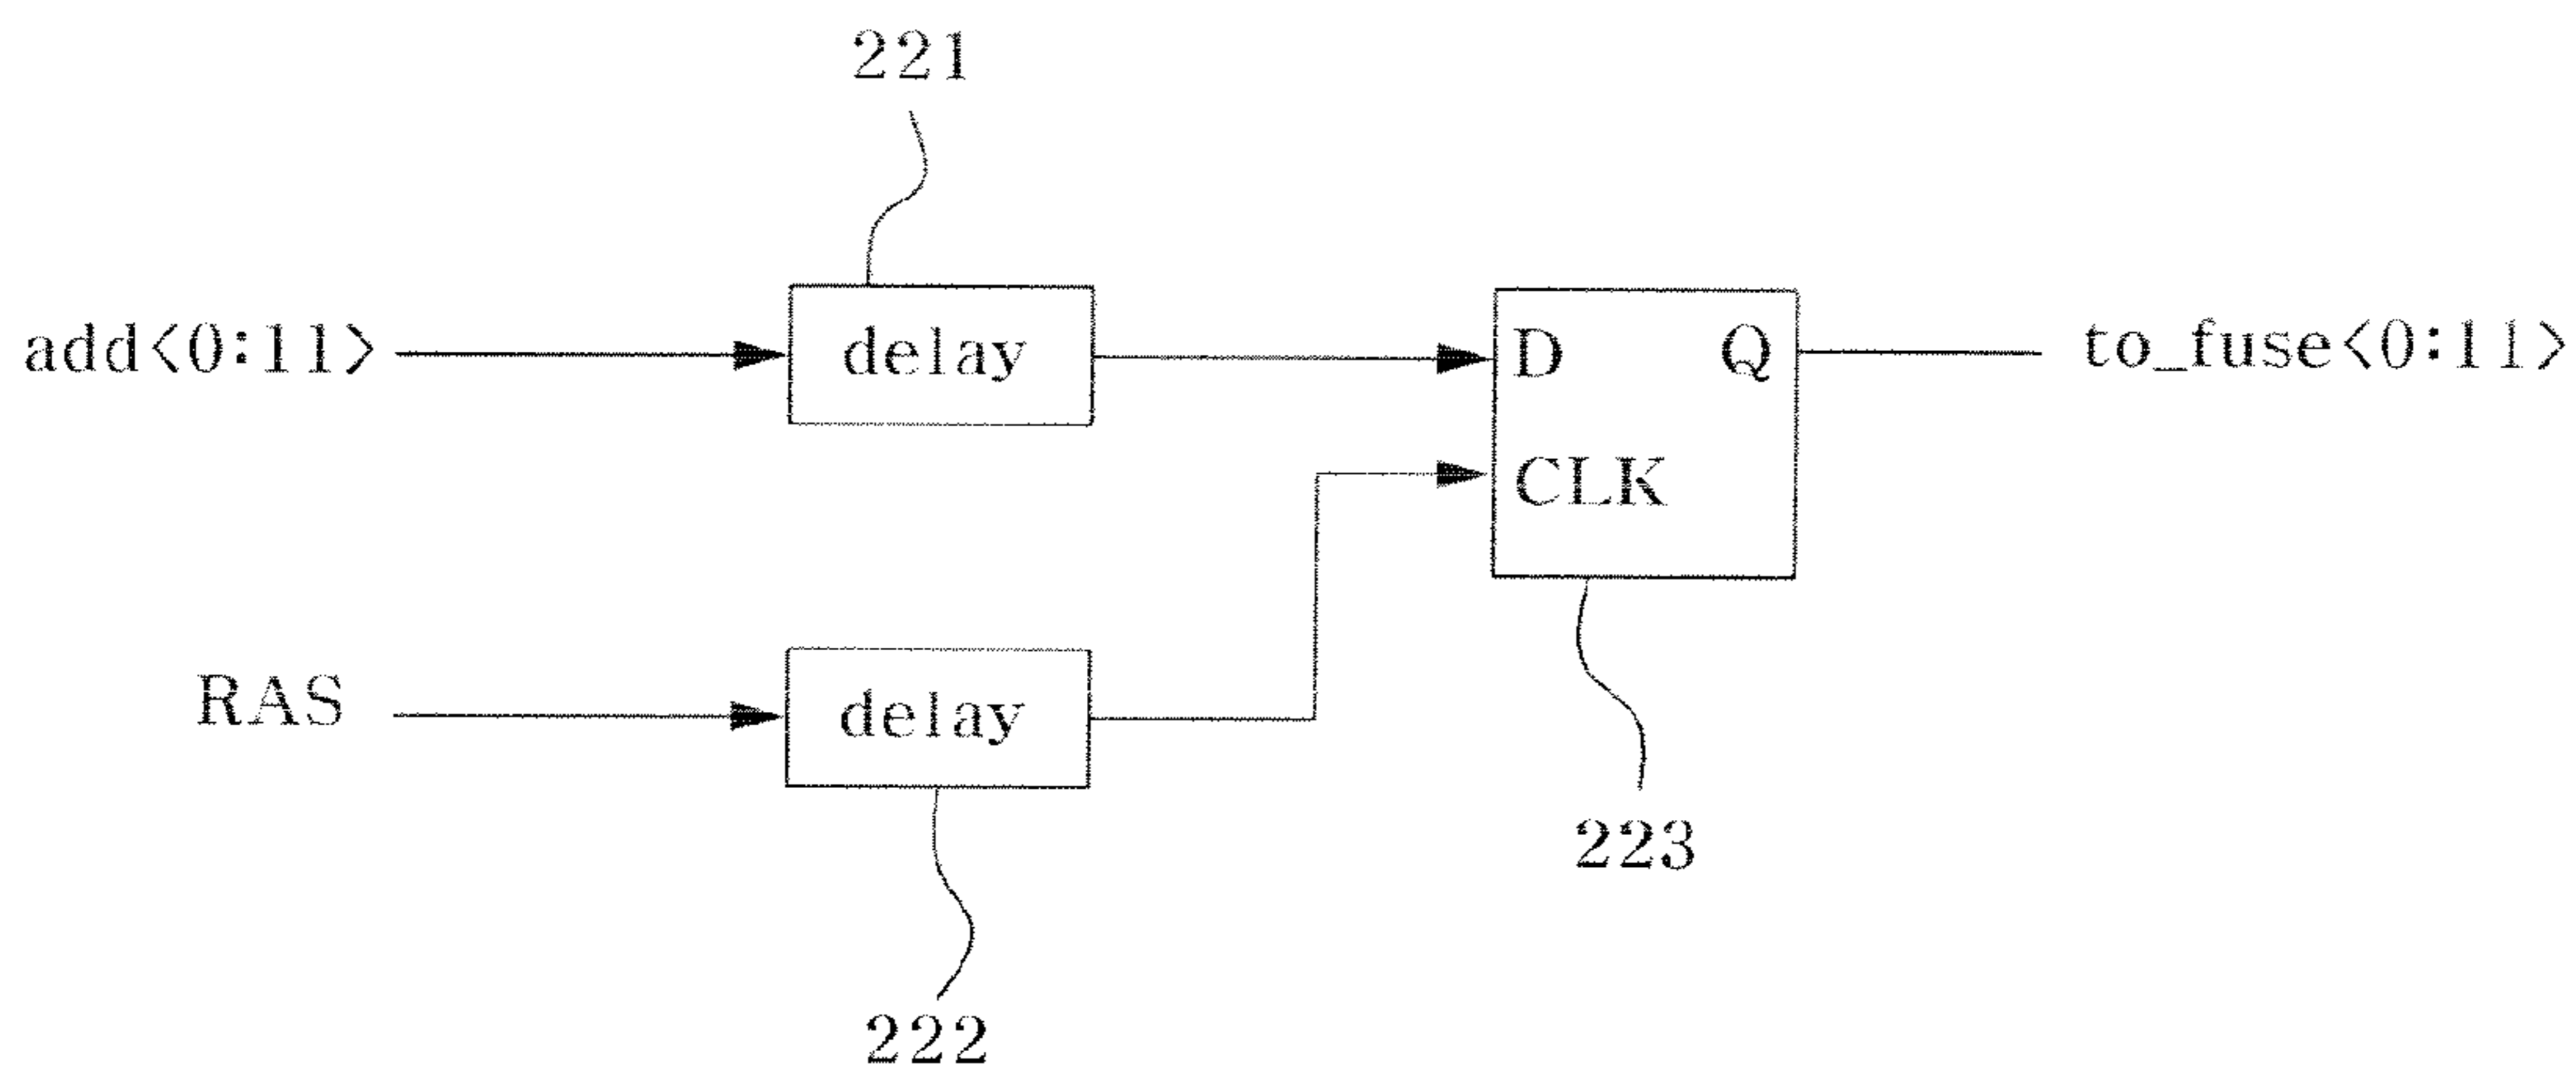 221
add<0:11>
delay
D
Q
to_fuse<0:11>
CLK
RAS
delay
223
222